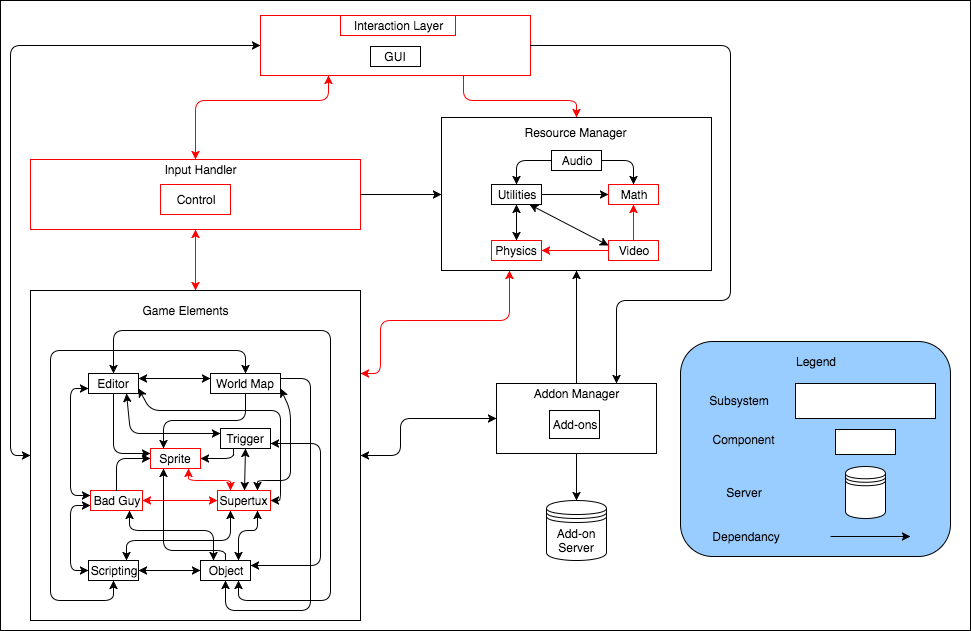 Interaction Layer
GUI
Resource Manager
Audio
Utilities
Math
Physics
Video
Input Handler
Control
Game Elements
Editor
World Map
Trigger
Sprite
Bad Guy
Supertux
Scripting
Object
Addon Manager
Add-ons
Add-on
Server
Legend
Subsystem
Component
Server
Dependancy